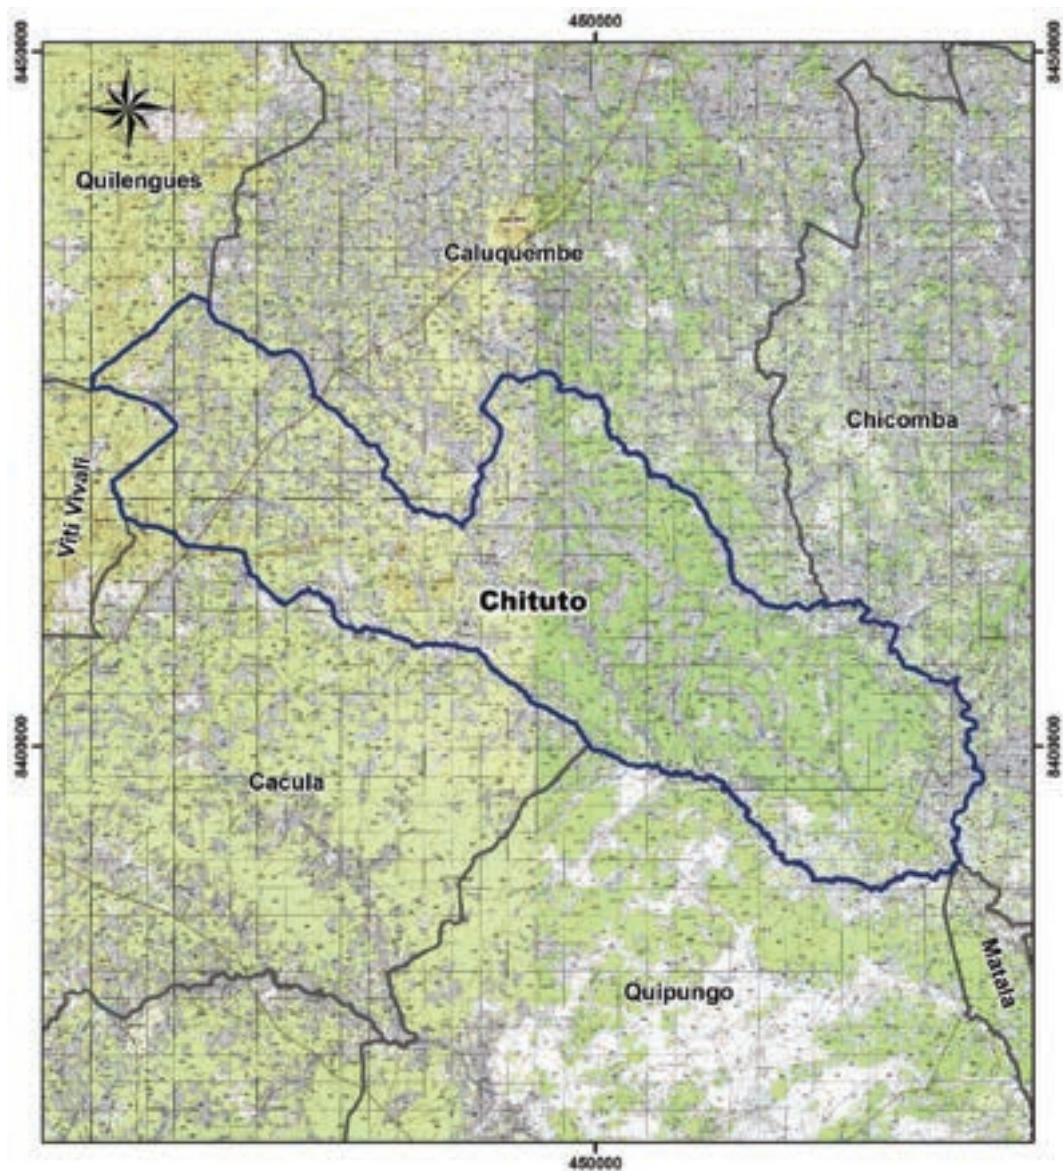 450000
8450000
8450000
Quilengues
Caluquembe
Chicomba
Viti Vivali
Chituto
8400000
8400000
Cacula
Quipungo
Matala
450000